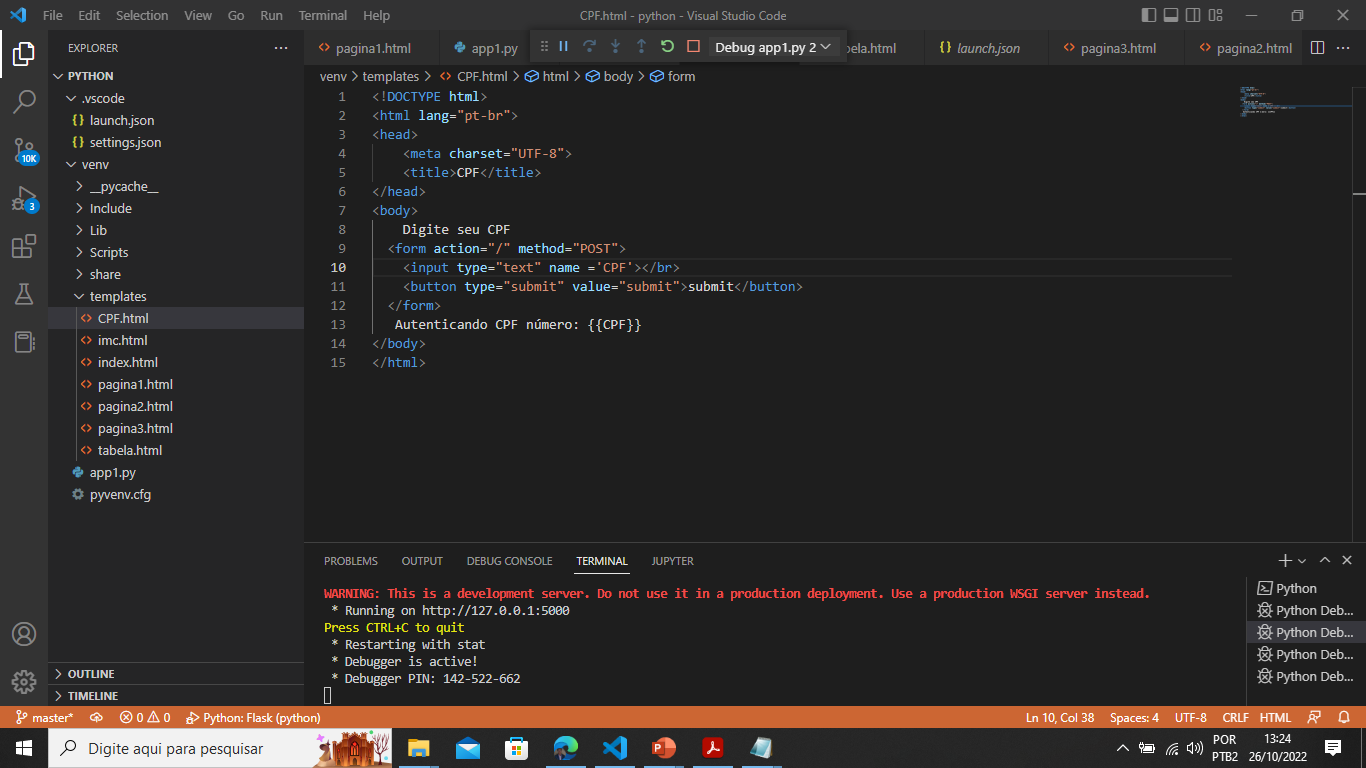 File Edit Selection View Go Run Terminal Help CPF.html - python - Visual Studio Code
EXPLORER
PYTHON
.vscode
launch.json
settings.json
venv
__pycache__
Include
Lib
Scripts
share
templates
CPF.html
imc.html
index.html
pagina1.html
pagina2.html
pagina3.html
tabela.html
app1.py
pyvenv.cfg
OUTLINE
TIMELINE
10K
3
pagina1.html app1.py Debug app1.py 2 bela.html launch.json pagina3.html pagina2.html
venv > templates > CPF.html > html > body > form
1 <!DOCTYPE html>
2 <html lang="pt-br">
3 <head>
4 <meta charset="UTF-8">
5 <title>CPF</title>
6 </head>
7 <body>
8 Digite seu CPF
9 <form action="/" method="POST">
10 <input type="text" name ='CPF'></br>
11 <button type="submit" value="submit">submit</button>
12 </form>
13 Autenticando CPF número: {{CPF}}
14 </body>
15 </html>
PROBLEMS OUTPUT DEBUG CONSOLE TERMINAL JUPYTER
WARNING: This is a development server. Do not use it in a production deployment. Use a production WSGI server instead.
* Running on http://127.0.0.1:5000
Press CTRL+C to quit
* Restarting with stat
* Debugger is active!
* Debugger PIN: 142-522-662
Python
Python Deb...
Python Deb...
Python Deb...
Python Deb...
master* 0 0 Python: Flask (python) Ln 10, Col 38 Spaces: 4 UTF-8 CRLF HTML
Digite aqui para pesquisar
POR
PTB2
13:24
26/10/2022